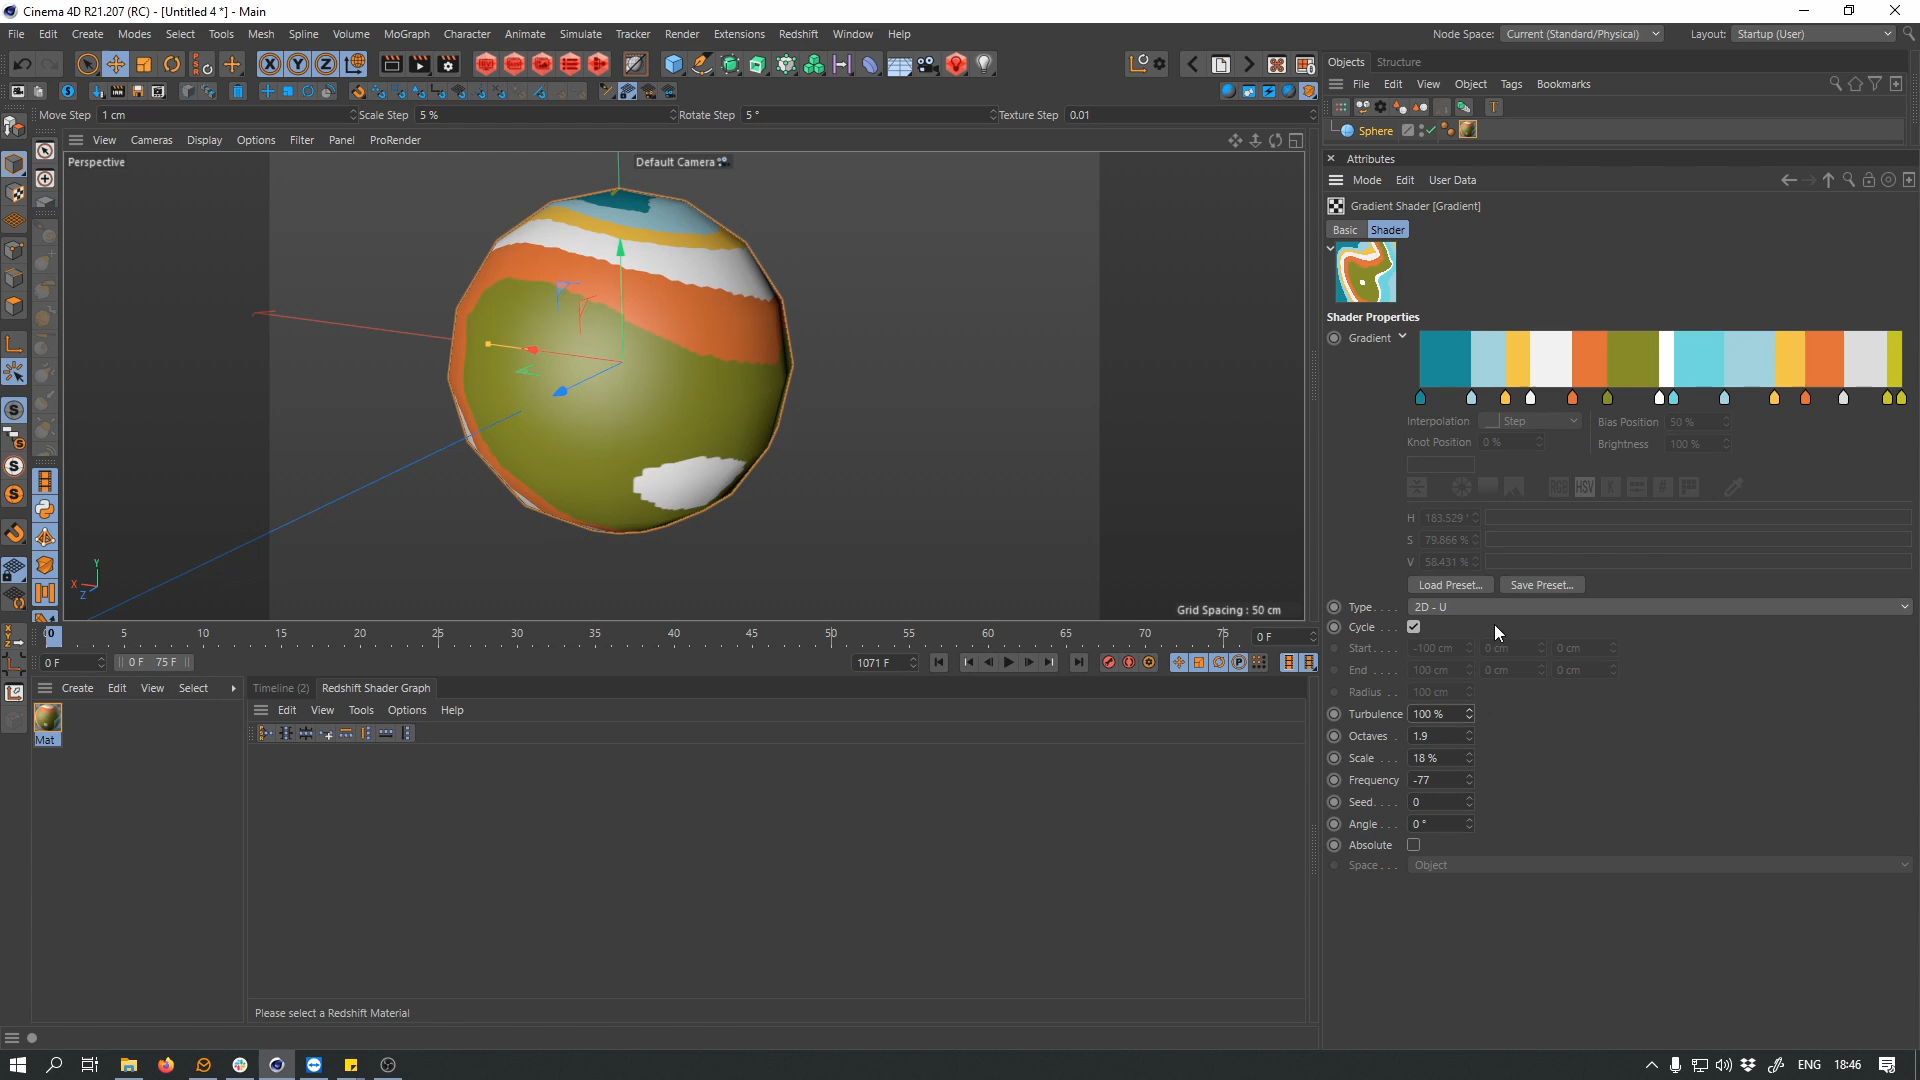 Cinema 4D R21.207 (RC) - [Untitled 4 *] - Main
File Edit Create Modes Select Tools Mesh Spline Volume MoGraph Character Animate Simulate Tracker Render Extensions Redshift Window Help
Node Space: Current (Standard/Physical) Layout: Startup (User)
Objects Structure
File Edit View Object Tags Bookmarks
Move Step 1 cm Scale Step 5 % Rotate Step 5 ° Texture Step 0.01
Sphere
View Cameras Display Options Filter Panel ProRender
Perspective Default Camera
Attributes
Mode Edit User Data
Gradient Shader [Gradient]
Basic Shader
Shader Properties
Gradient
Interpolation Step Bias Position 50 %
Knot Position 0 % Brightness 100 %
RGB HSV K #
H 183.529 °
S 79.866 %
V 58.431 %
Load Preset... Save Preset...
Type. . . . 2D - U
Cycle . . .
Start. . . . -100 cm 0 cm 0 cm
End . . . . 100 cm 0 cm 0 cm
Radius . . 100 cm
Turbulence 100 %
Octaves . 1.9
Scale . . . 18 %
Frequency -77
Seed. . . . 0
Angle . . . 0 °
Absolute
Space. . . Object
Y
X
Z
Grid Spacing : 50 cm
0 5 10 15 20 25 30 35 40 45 50 55 60 65 70 75 0 F
0 F 0 F 75 F 1071 F
Create Edit View Select
Timeline (2) Redshift Shader Graph
Edit View Tools Options Help
Mat
Please select a Redshift Material
ENG 18:46